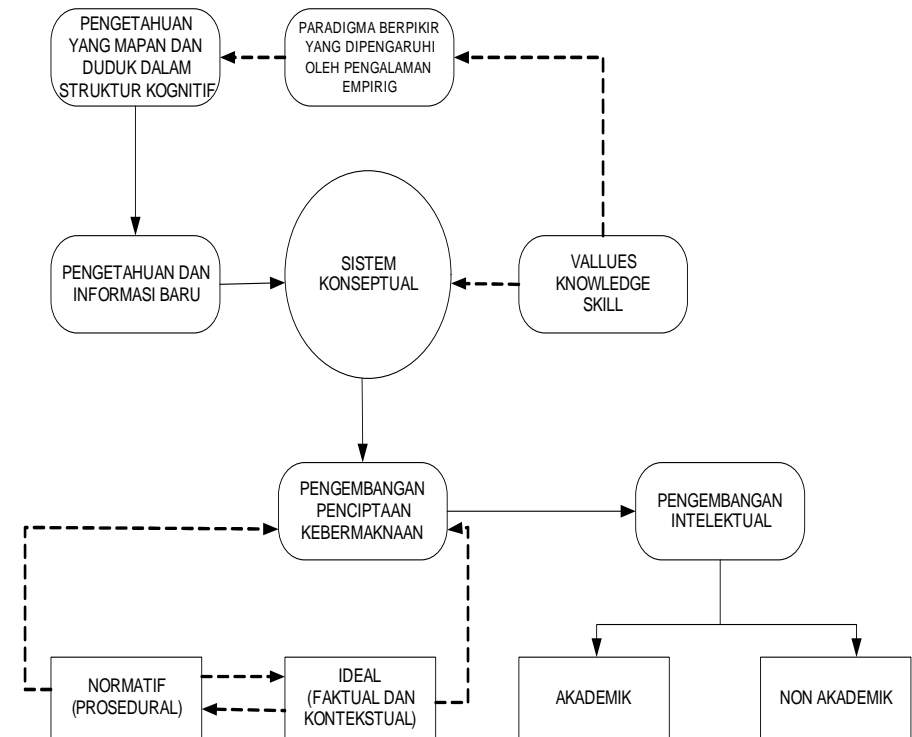 PENGETAHUAN
YANG MAPAN DAN
DUDUK DALAM
STRUKTUR KOGNITIF
PARADIGMA BERPIKIR
YANG DIPENGARUHI
OLEH PENGALAMAN
EMPIRIG
PENGETAHUAN DAN
INFORMASI BARU
SISTEM
KONSEPTUAL
VALLUES
KNOWLEDGE
SKILL
PENGEMBANGAN
PENCIPTAAN
KEBERMAKNAAN
PENGEMBANGAN
INTELEKTUAL
NORMATIF
(PROSEDURAL)
IDEAL
(FAKTUAL DAN
KONTEKSTUAL)
AKADEMIK
NON AKADEMIK